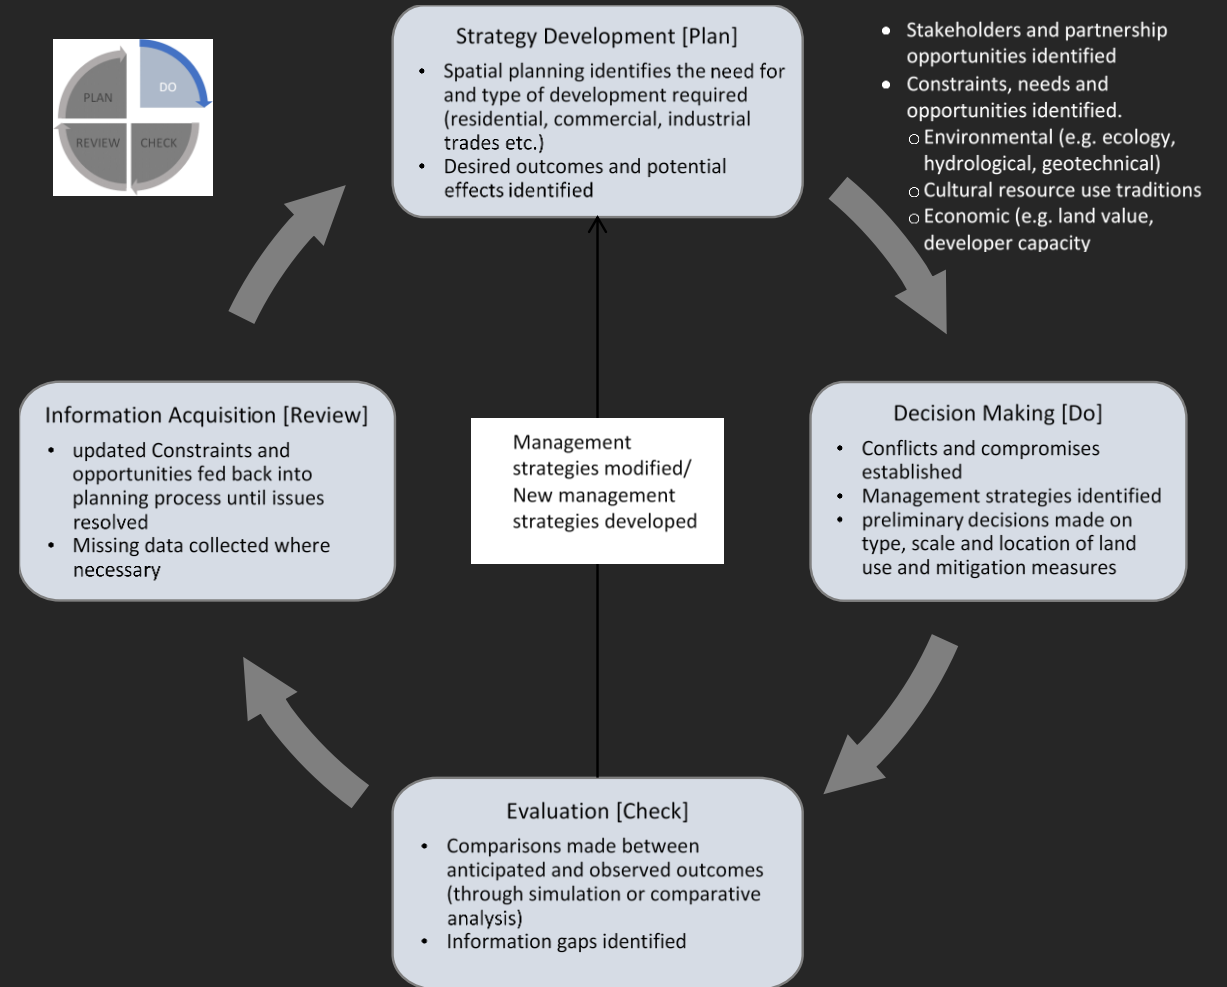 PLAN
DO
REVIEW
CHECK
Strategy Development [Plan]
• Spatial planning identifies the need for
and type of development required
(residential, commercial, industrial
trades etc.)
• Desired outcomes and potential
effects identified
• Stakeholders and partnership
opportunities identified
• Constraints, needs and
opportunities identified.
o Environmental (e.g. ecology,
hydrological, geotechnical)
o Cultural resource use traditions
o Economic (e.g. land value,
developer capacity
Information Acquisition [Review]
• updated Constraints and
opportunities fed back into
planning process until issues
resolved
• Missing data collected where
necessary
Management
strategies modified/
New management
strategies developed
Decision Making [Do]
• Conflicts and compromises
established
• Management strategies identified
• preliminary decisions made on
type, scale and location of land
use and mitigation measures
Evaluation [Check]
• Comparisons made between
anticipated and observed outcomes
(through simulation or comparative
analysis)
• Information gaps identified